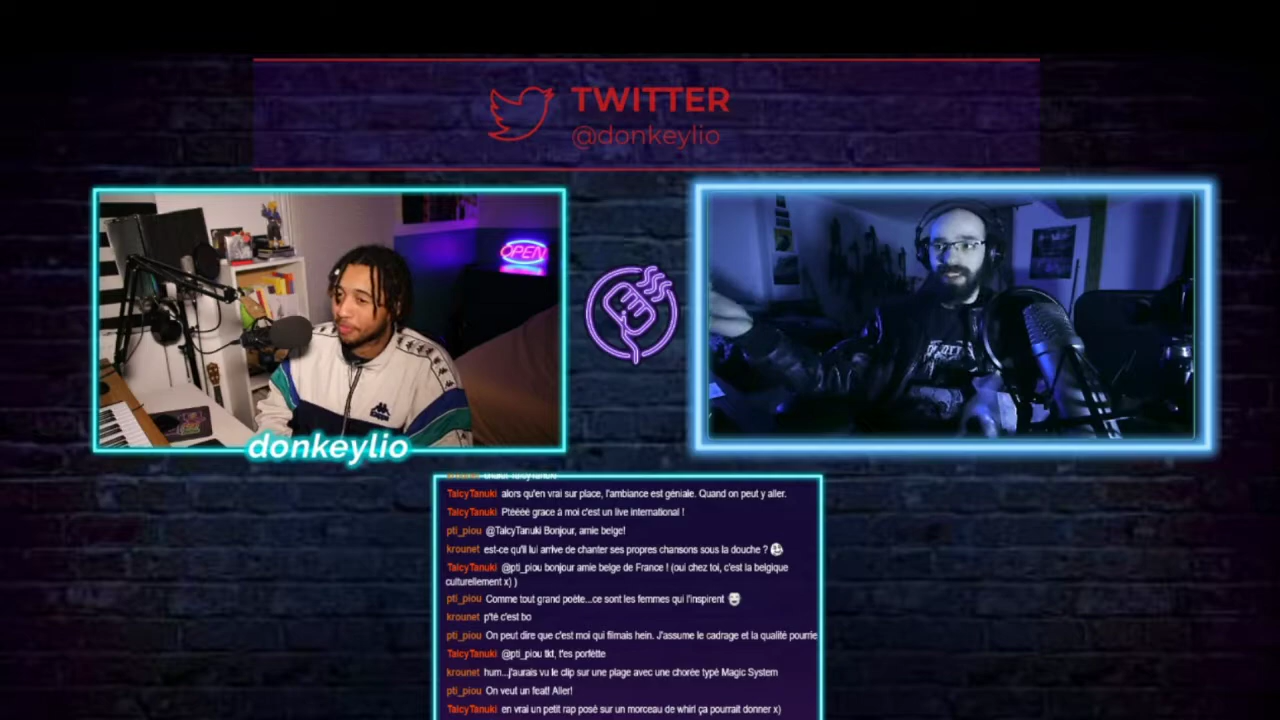 TWITTER
@donkeylio
OPEN
donkeylio
TalcyTanuki alors qu'en vrai sur place, l'ambiance est géniale. Quand on peut y aller.
TalcyTanuki Ptéééé grace à moi c'est un live international !
pti_piou @TalcyTanuki Bonjour, amie belge!
krounet est-ce qu'il lui arrive de chanter ses propres chansons sous la douche ?
TalcyTanuki @pti_piou bonjour amie belge de France ! (oui chez toi, c'est la belgique
culturellement x) )
pti_piou Comme tout grand poète...ce sont les femmes qui l'inspirent
krounet p'té c'est bo
pti_piou On peut dire que c'est moi qui filmais hein. J'assume le cadrage et la qualité pourrie
TalcyTanuki @pti_piou tkt, t'es porfétte
krounet hum...j'aurais vu le clip sur une plage avec une chorée typé Magic System
pti_piou On veut un feat! Aller!
TalcyTanuki en vrai un petit rap posé sur un morceau de whirl ça pourrait donner x)